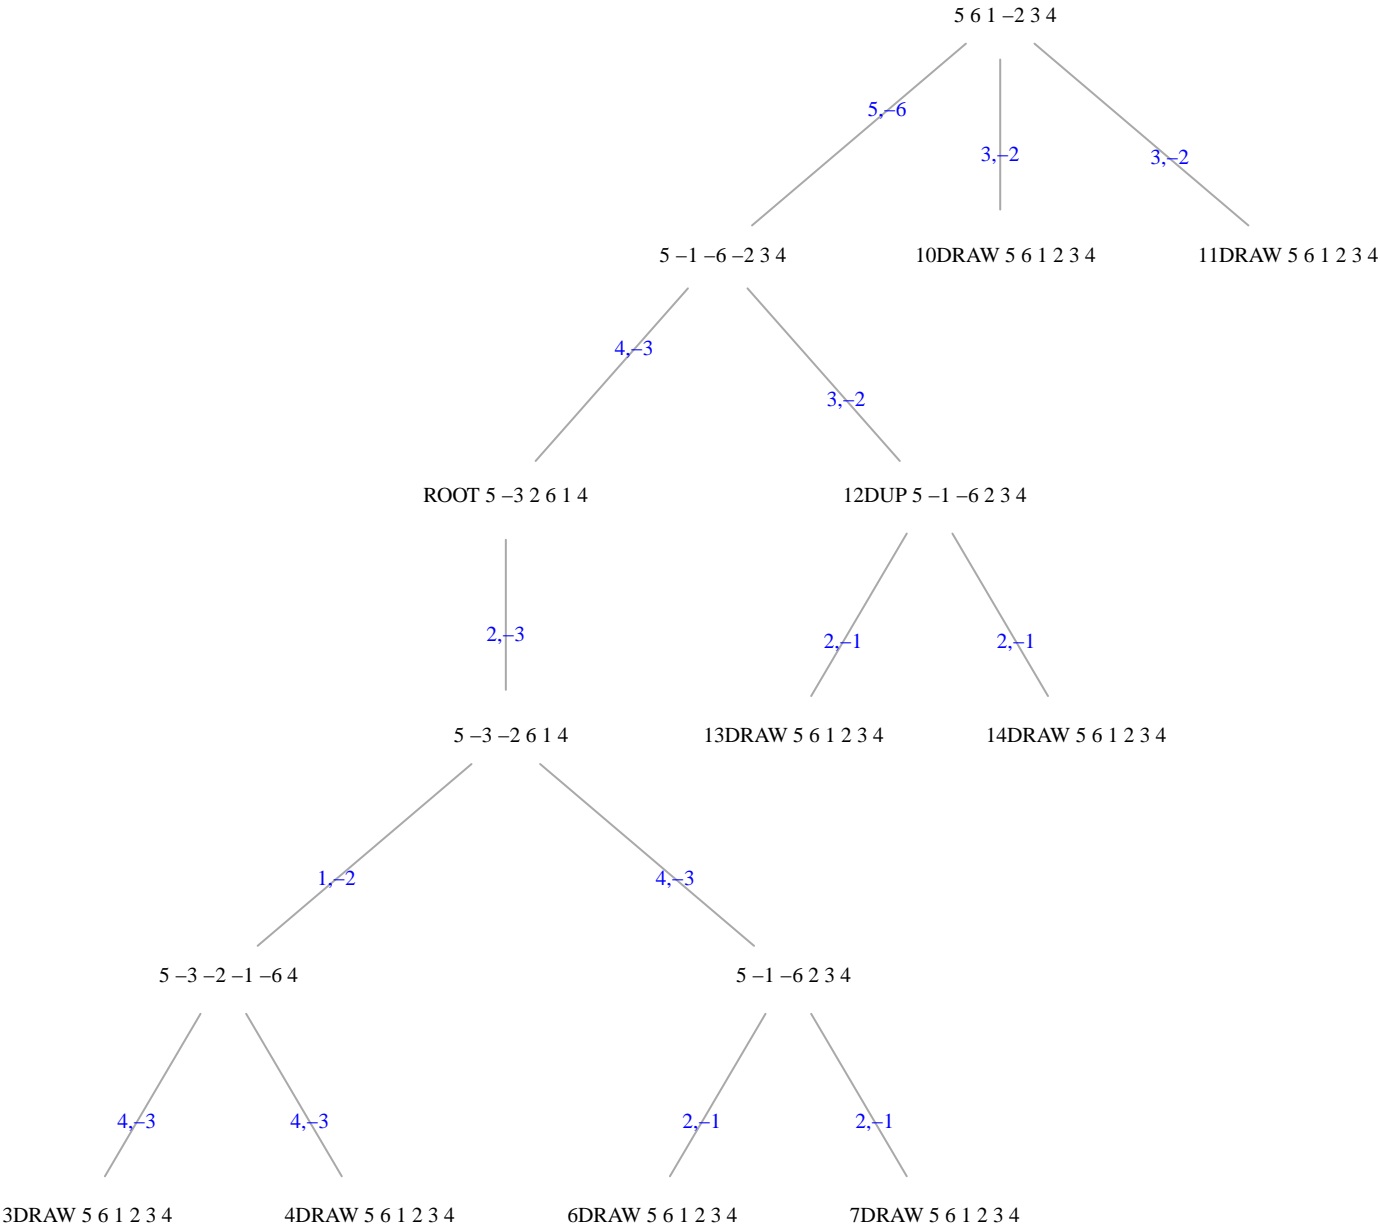 5 6 1 –2 3 4
5,–6
3,–2
3,–2
5 –1 –6 –2 3 4
10DRAW 5 6 1 2 3 4
11DRAW 5 6 1 2 3 4
4,–3
3,–2
ROOT 5 –3 2 6 1 4
12DUP 5 –1 –6 2 3 4
2,–3
2,–1
2,–1
5 –3 –2 6 1 4
13DRAW 5 6 1 2 3 4
14DRAW 5 6 1 2 3 4
1,–2
4,–3
5 –3 –2 –1 –6 4
5 –1 –6 2 3 4
4,–3
4,–3
2,–1
2,–1
3DRAW 5 6 1 2 3 4
4DRAW 5 6 1 2 3 4
6DRAW 5 6 1 2 3 4
7DRAW 5 6 1 2 3 4